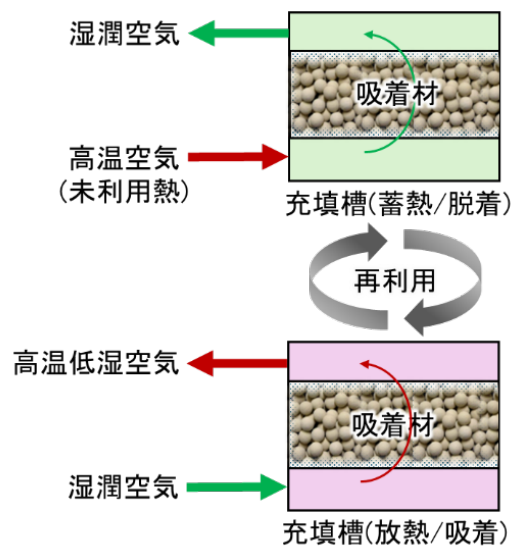 湿潤空気
吸着材
高温空気
(未利用熱)
充填槽(蓄熱/脱着)
再利用
高温低湿空気
吸着材
湿潤空気
充填槽(放熱/吸着)